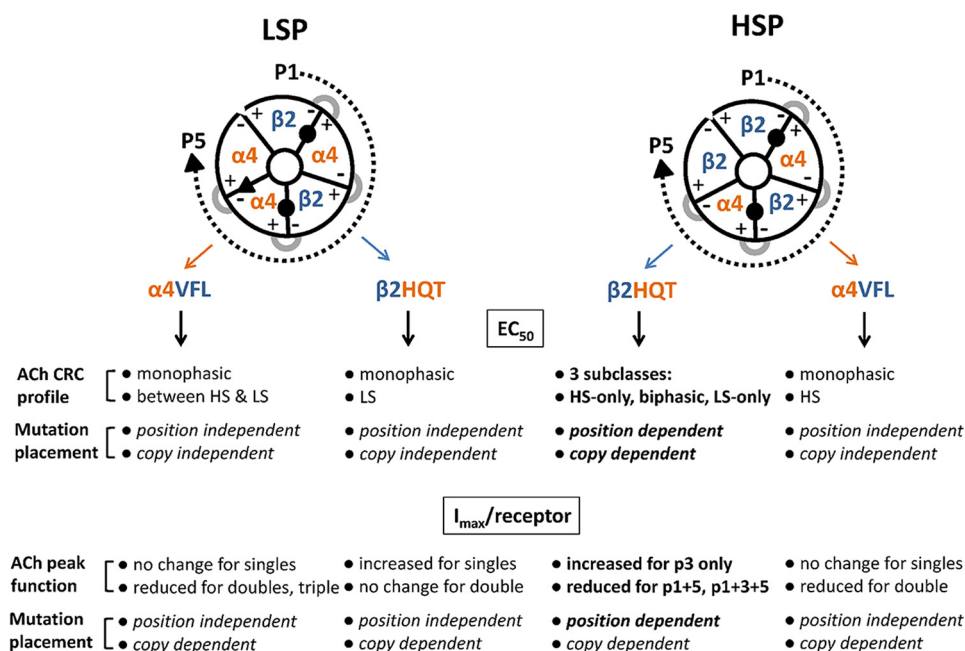 LSP
HSP
P1
P1
P5
P5
β2
α4
β2
α4
α4
+
-
-
+
-
+
-
+
+
-
β2
α4
β2
α4
β2
+
-
-
+
-
+
-
+
+
-
α4VFL
β2HQT
β2HQT
α4VFL
EC50
ACh CRC profile
● monophasic
● between HS & LS
● monophasic
● LS
● 3 subclasses:
● HS-only, biphasic, LS-only
● monophasic
● HS
Mutation placement
● position independent
● copy independent
● position independent
● copy independent
● position dependent
● copy dependent
● position independent
● copy independent
Imax/receptor
ACh peak function
● no change for singles
● reduced for doubles, triple
● increased for singles
● no change for double
● increased for p3 only
● reduced for p1+5, p1+3+5
● no change for singles
● reduced for double
Mutation placement
● position independent
● copy dependent
● position independent
● copy dependent
● position dependent
● copy dependent
● position independent
● copy dependent